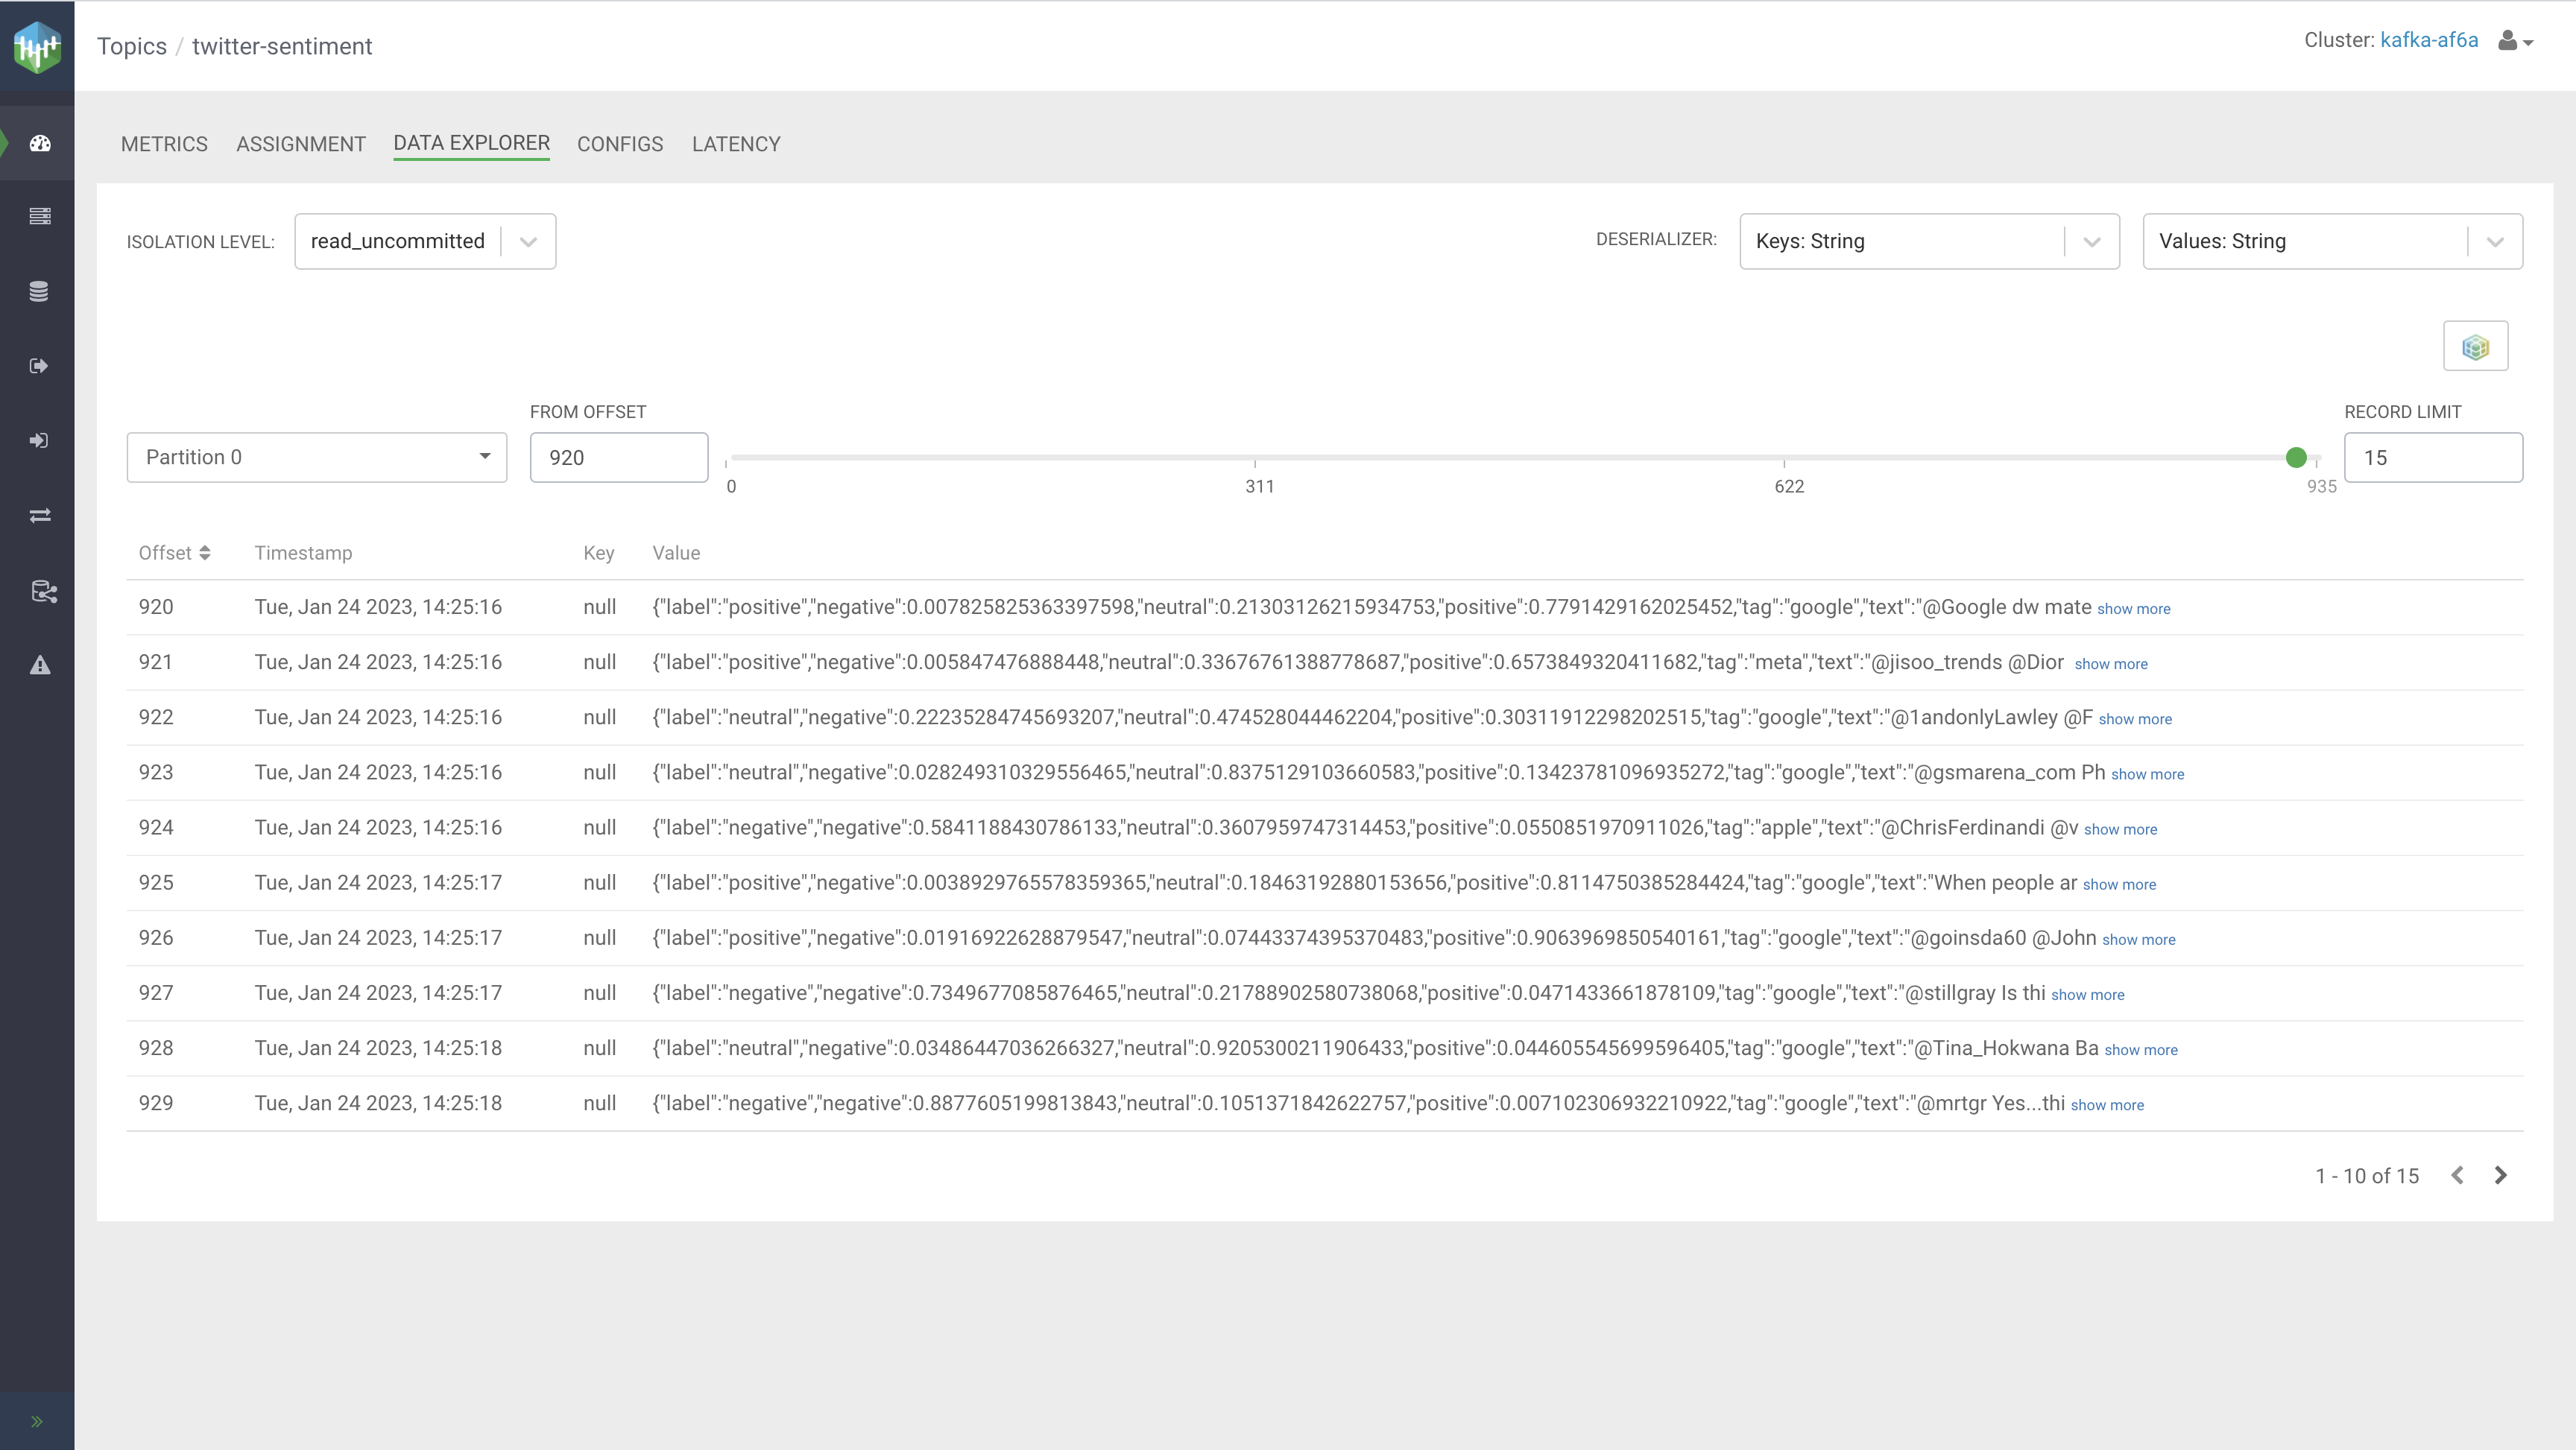 Topics / twitter-sentiment
Cluster: kafka-af6a
METRICS ASSIGNMENT DATA EXPLORER CONFIGS LATENCY
ISOLATION LEVEL: read_uncommitted DESERIALIZER: Keys: String Values: String
FROM OFFSET RECORD LIMIT
Partition 0 920 15
0 311 622 935
Offset Timestamp Key Value
920 Tue, Jan 24 2023, 14:25:16 null {"label":"positive","negative":0.007825825363397598,"neutral":0.21303126215934753,"positive":0.7791429162025452,"tag":"google","text":"@Google dw mate show more
921 Tue, Jan 24 2023, 14:25:16 null {"label":"positive","negative":0.005847476888448,"neutral":0.33676761388778687,"positive":0.6573849320411682,"tag":"meta","text":"@jisoo_trends @Dior show more
922 Tue, Jan 24 2023, 14:25:16 null {"label":"neutral","negative":0.22235284745693207,"neutral":0.474528044462204,"positive":0.30311912298202515,"tag":"google","text":"@1andonlyLawley @F show more
923 Tue, Jan 24 2023, 14:25:16 null {"label":"neutral","negative":0.028249310329556465,"neutral":0.8375129103660583,"positive":0.13423781096935272,"tag":"google","text":"@gsmarena_com Ph show more
924 Tue, Jan 24 2023, 14:25:16 null {"label":"negative","negative":0.5841188430786133,"neutral":0.3607959747314453,"positive":0.0550851970911026,"tag":"apple","text":"@ChrisFerdinandi @v show more
925 Tue, Jan 24 2023, 14:25:17 null {"label":"positive","negative":0.0038929765578359365,"neutral":0.18463192880153656,"positive":0.8114750385284424,"tag":"google","text":"When people ar show more
926 Tue, Jan 24 2023, 14:25:17 null {"label":"positive","negative":0.01916922628879547,"neutral":0.07443374395370483,"positive":0.9063969850540161,"tag":"google","text":"@goinsda60 @John show more
927 Tue, Jan 24 2023, 14:25:17 null {"label":"negative","negative":0.7349677085876465,"neutral":0.21788902580738068,"positive":0.0471433661878109,"tag":"google","text":"@stillgray Is thi show more
928 Tue, Jan 24 2023, 14:25:18 null {"label":"neutral","negative":0.03486447036266327,"neutral":0.9205300211906433,"positive":0.044605545699596405,"tag":"google","text":"@Tina_Hokwana Ba show more
929 Tue, Jan 24 2023, 14:25:18 null {"label":"negative","negative":0.8877605199813843,"neutral":0.1051371842622757,"positive":0.007102306932210922,"tag":"google","text":"@mrtgr Yes...thi show more
1 - 10 of 15